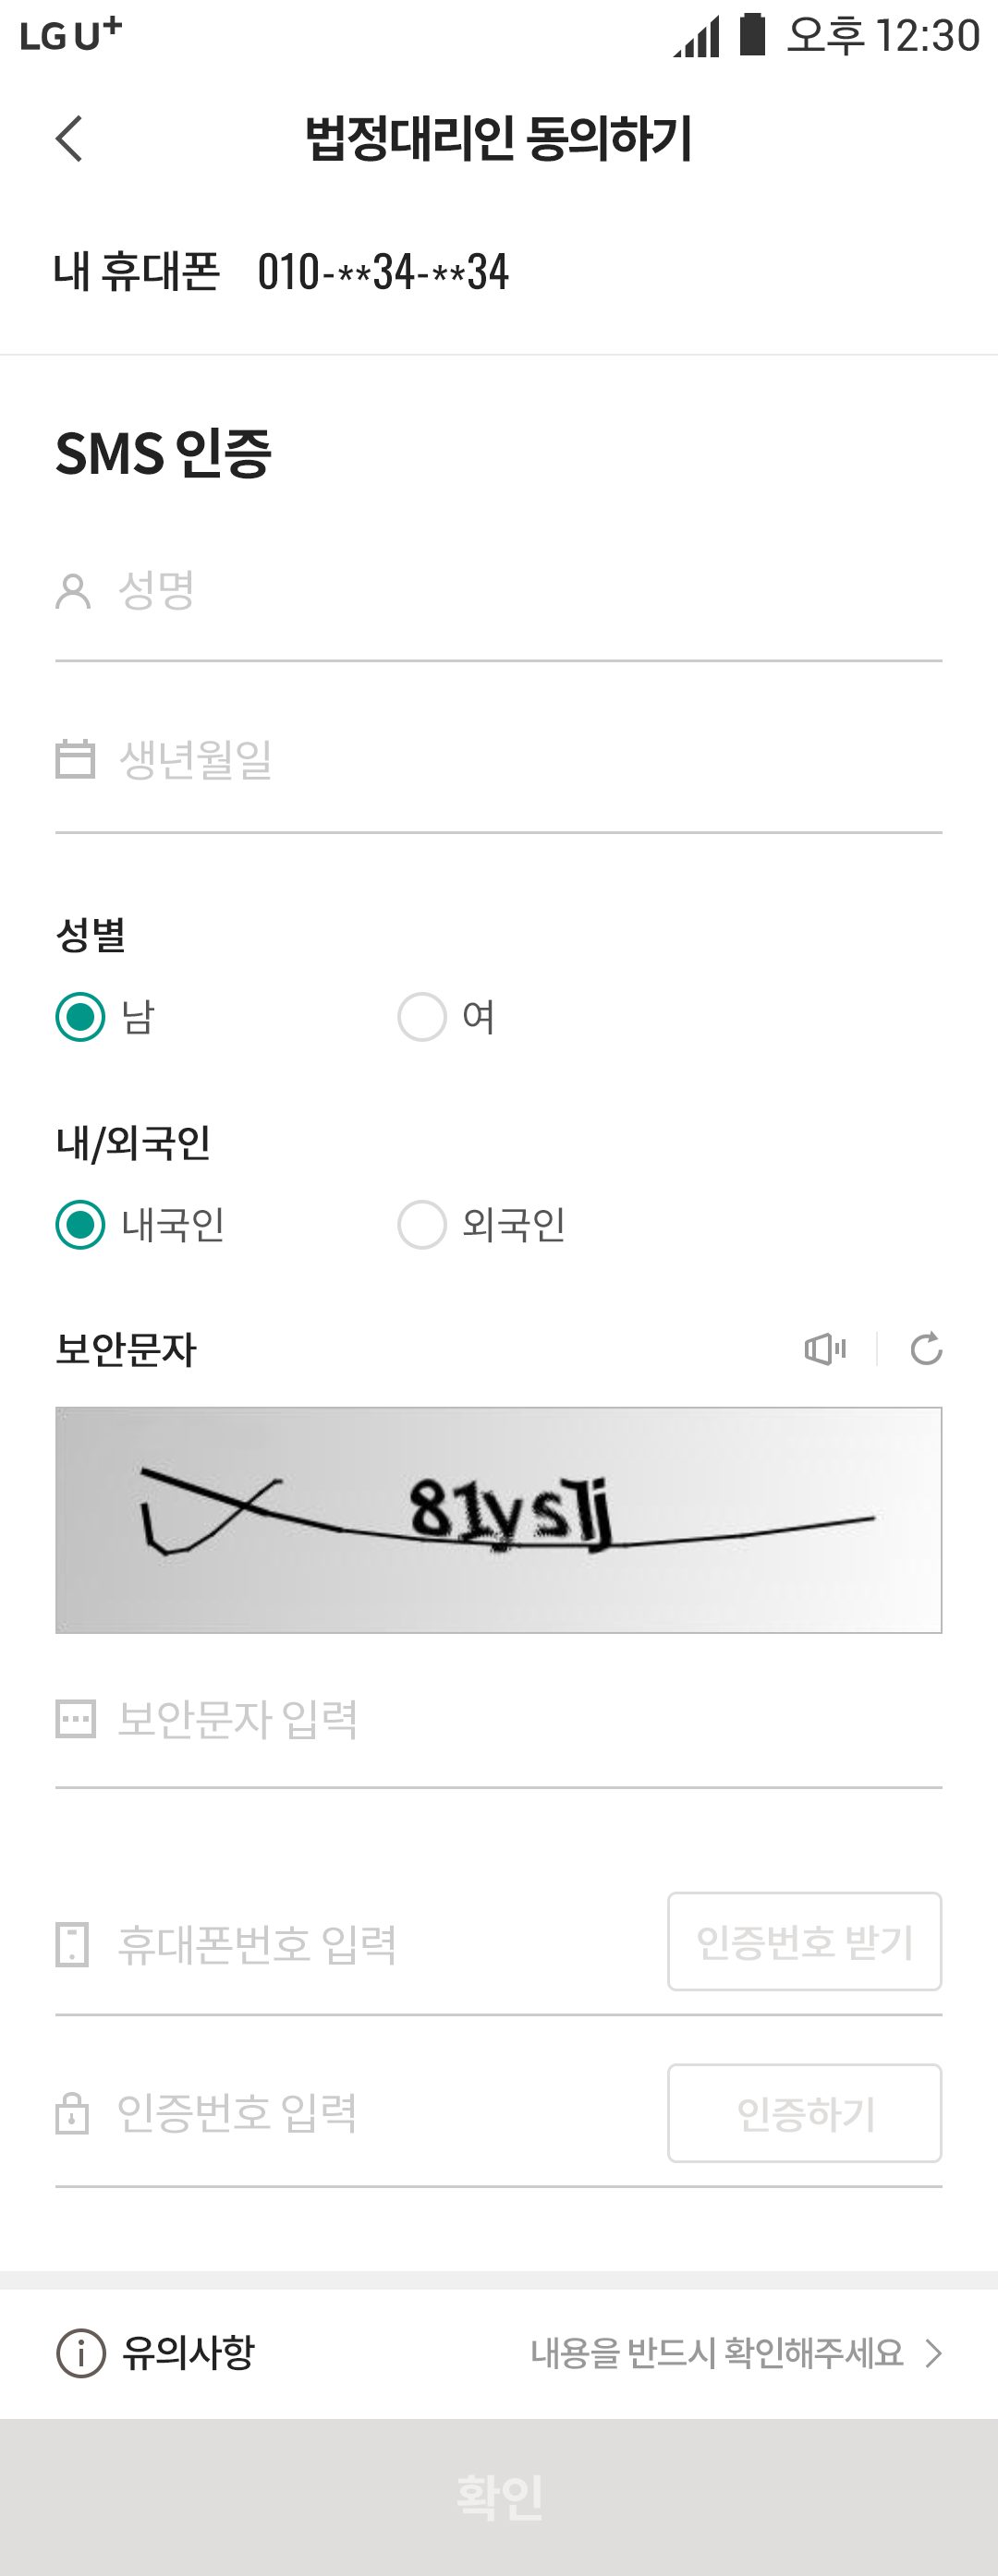 LG U+ 오후 12:30
법정대리인 동의하기
내 휴대폰 010-**34-**34
SMS 인증
성명
생년월일
성별
남 여
내/외국인
내국인 외국인
보안문자
81ys1j
보안문자 입력
휴대폰번호 입력 인증번호 받기
인증번호 입력 인증하기
유의사항 내용을 반드시 확인해주세요
확인